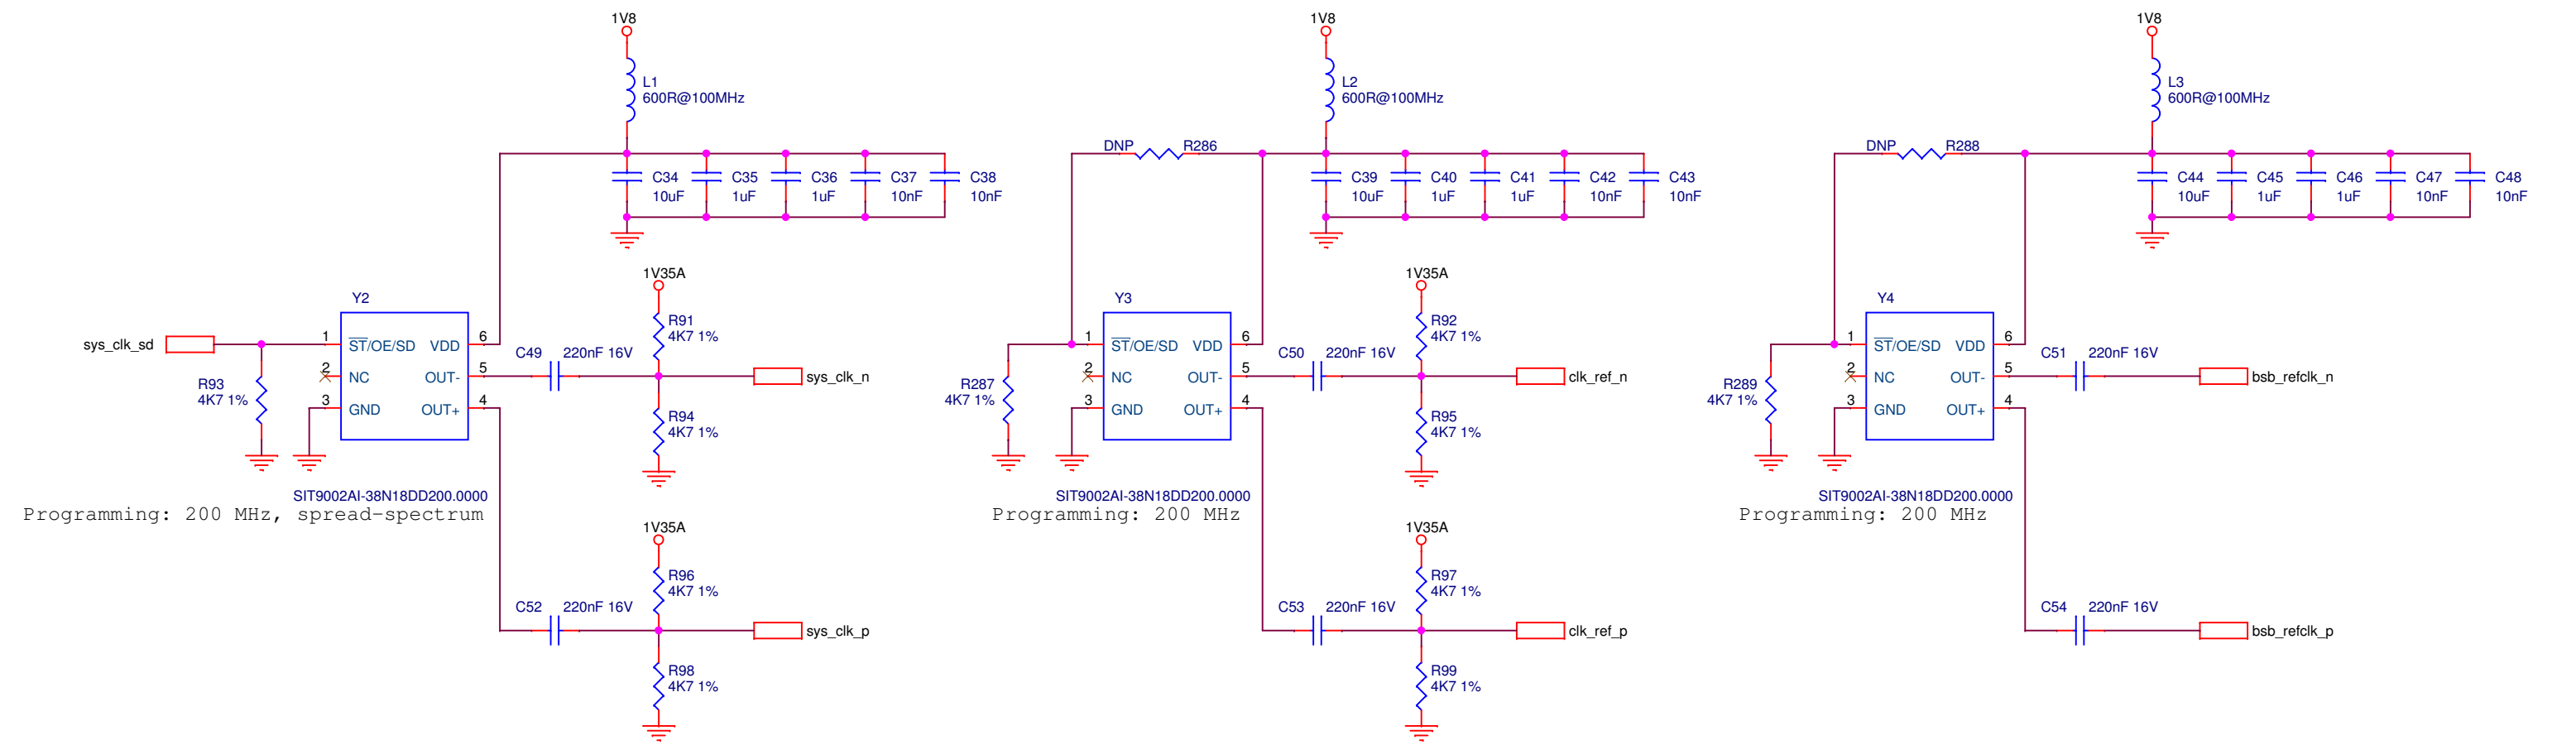 1V8
L1
600R@100MHz
C34
10uF
C35
1uF
C36
1uF
C37
10nF
C38
10nF
1V35A
Y2
R91
4K7 1%
sys_clk_sd
1
ST/OE/SD
VDD
6
C49
220nF 16V
2
NC
OUT-
5
sys_clk_n
R93
4K7 1%
3
GND
OUT+
4
R94
4K7 1%
SIT9002AI-38N18DD200.0000
Programming: 200 MHz, spread-spectrum
1V35A
R96
4K7 1%
C52
220nF 16V
sys_clk_p
R98
4K7 1%
1V8
L2
600R@100MHz
DNP
R286
C39
10uF
C40
1uF
C41
1uF
C42
10nF
C43
10nF
1V35A
Y3
R92
4K7 1%
1
ST/OE/SD
VDD
6
C50
220nF 16V
2
NC
OUT-
5
clk_ref_n
R287
4K7 1%
3
GND
OUT+
4
R95
4K7 1%
SIT9002AI-38N18DD200.0000
Programming: 200 MHz
1V35A
R97
4K7 1%
C53
220nF 16V
clk_ref_p
R99
4K7 1%
1V8
L3
600R@100MHz
DNP
R288
C44
10uF
C45
1uF
C46
1uF
C47
10nF
C48
10nF
Y4
1
ST/OE/SD
VDD
6
C51
220nF 16V
2
NC
OUT-
5
bsb_refclk_n
R289
4K7 1%
3
GND
OUT+
4
SIT9002AI-38N18DD200.0000
Programming: 200 MHz
C54
220nF 16V
bsb_refclk_p